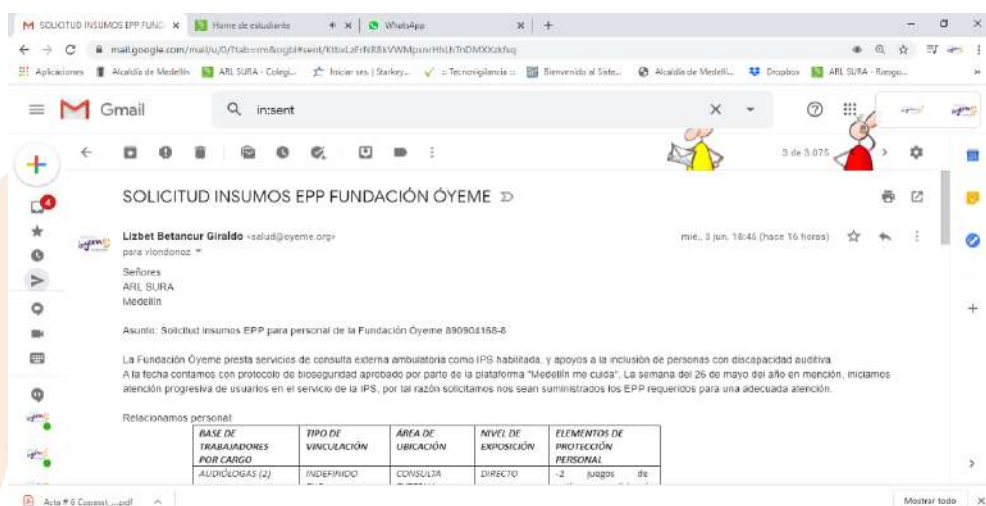 SOLICITUD INSUMOS EPP FUND
Home de estudiante
WhatsApp
mail.google.com/mail/u/0/
Aplicaciones
Alcaldía de Medellín
ARL SURA - Colegi...
Iniciar ses. | Starkey...
:: Tecnovigilancia ::
Bienvenido al Siste...
Alcaldía de Medell...
Dropbox
ARL SURA - Riesgo...
Gmail
in:sent
3 de 3.075
4
SOLICITUD INSUMOS EPP FUNDACIÓN ÓYEME
Lizbet Betancur Giraldo <salud@oyeme.org>
mié., 3 jun. 16:46 (hace 16 horas)
para vlondonoz
Señores
ARL SURA
Medellín
Asunto: Solicitud insumos EPP para personal de la Fundación Óyeme 890904168-6
La Fundación Óyeme presta servicios de consulta externa ambulatoria como IPS habilitada, y apoyos a la inclusión de personas con discapacidad auditiva.
A la fecha contamos con protocolo de bioseguridad aprobado por parte de la plataforma "Medellín me cuida". La semana del 26 de mayo del año en mención, iniciamos
atención progresiva de usuarios en el servicio de la IPS, por tal razón solicitamos nos sean suministrados los EPP requeridos para una adecuada atención.
Relacionamos personal:
BASE DE TRABAJADORES POR CARGO
TIPO DE VINCULACIÓN
ÁREA DE UBICACIÓN
NIVEL DE EXPOSICIÓN
ELEMENTOS DE PROTECCIÓN PERSONAL
AUDIÓLOGAS (2)
INDEFINIDO
CONSULTA
DIRECTO
-2 juegos de
Acta # 6 Copasst_....pdf
Mostrar todo